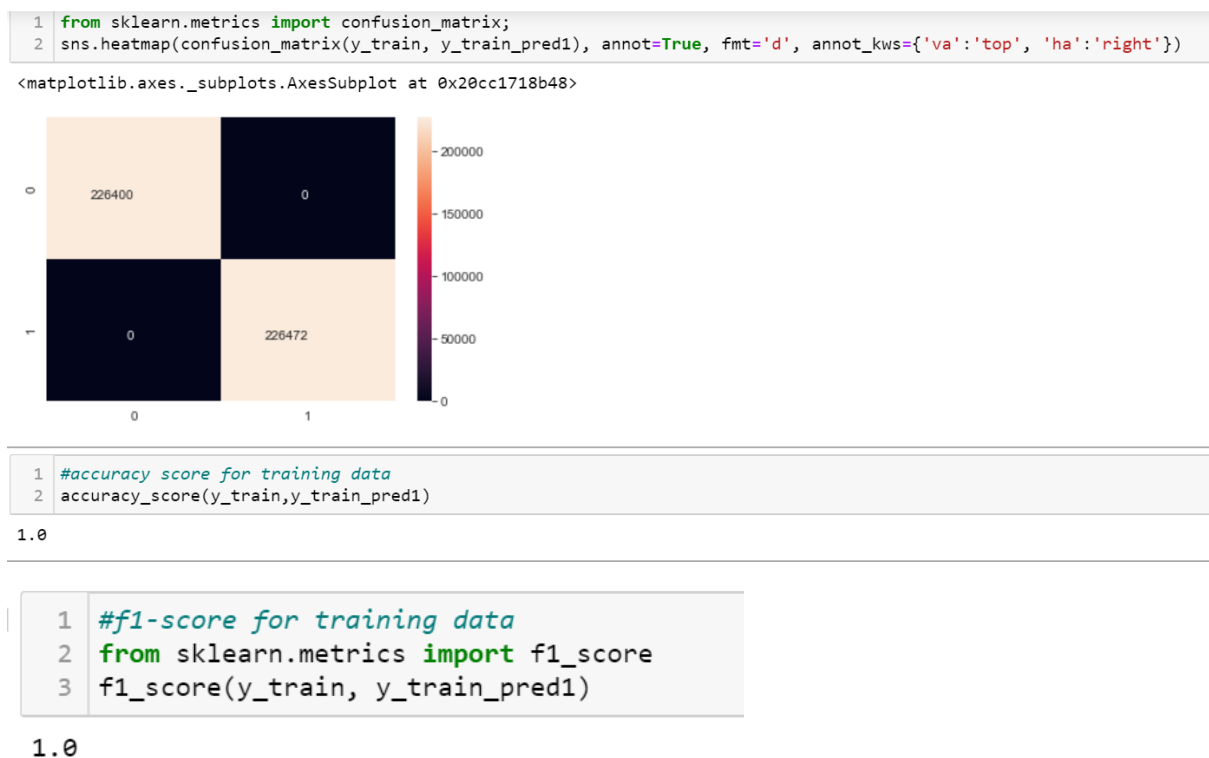 1 from sklearn.metrics import confusion_matrix;
2 sns.heatmap(confusion_matrix(y_train, y_train_pred1), annot=True, fmt='d', annot_kws={'va':'top', 'ha':'right'})
<matplotlib.axes._subplots.AxesSubplot at 0x20cc1718b48>
200000
0 226400 0
150000
100000
1 0 226472
50000
0
0 1
1 #accuracy score for training data
2 accuracy_score(y_train,y_train_pred1)
1.0
1 #f1-score for training data
2 from sklearn.metrics import f1_score
3 f1_score(y_train, y_train_pred1)
1.0